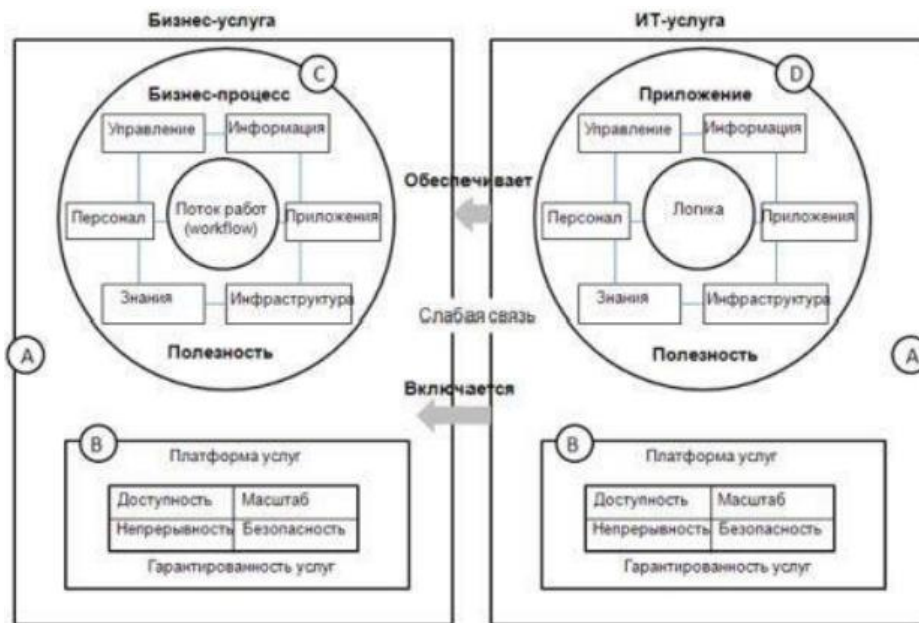 Бизнес-услуга
C
Бизнес-процесс
Управление
Информация
Персонал
Поток работ
(workflow)
Приложения
Знания
Инфраструктура
Полезность
A
B
Платформа услуг
Доступность
Масштаб
Непрерывность
Безопасность
Гарантированность услуг
Обеспечивает
Слабая связь
Включается
ИТ-услуга
D
Приложение
Управление
Информация
Персонал
Логика
Приложения
Знания
Инфраструктура
Полезность
A
B
Платформа услуг
Доступность
Масштаб
Непрерывность
Безопасность
Гарантированность услуг